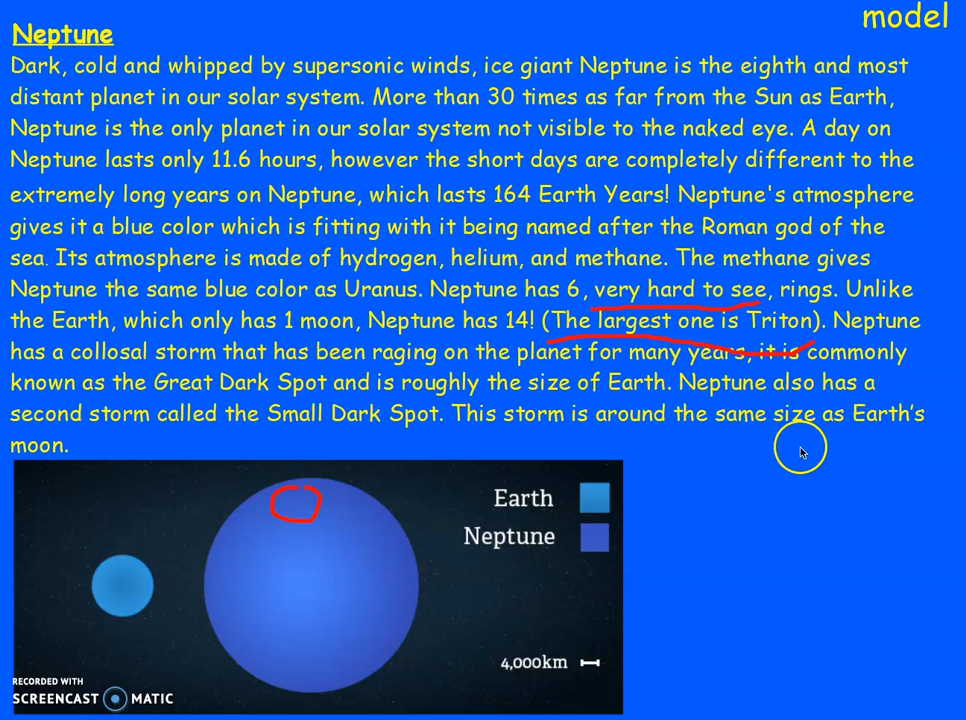 model
Neptune
Dark, cold and whipped by supersonic winds, ice giant Neptune is the eighth and most
distant planet in our solar system. More than 30 times as far from the Sun as Earth,
Neptune is the only planet in our solar system not visible to the naked eye. A day on
Neptune lasts only 11.6 hours, however the short days are completely different to the
extremely long years on Neptune, which lasts 164 Earth Years! Neptune's atmosphere
gives it a blue color which is fitting with it being named after the Roman god of the
sea. Its atmosphere is made of hydrogen, helium, and methane. The methane gives
Neptune the same blue color as Uranus. Neptune has 6, very hard to see, rings. Unlike
the Earth, which only has 1 moon, Neptune has 14! (The largest one is Triton). Neptune
has a collosal storm that has been raging on the planet for many years, it is commonly
known as the Great Dark Spot and is roughly the size of Earth. Neptune also has a
second storm called the Small Dark Spot. This storm is around the same size as Earth's
moon.
Earth
Neptune
4,000km
RECORDED WITH
SCREENCAST MATIC